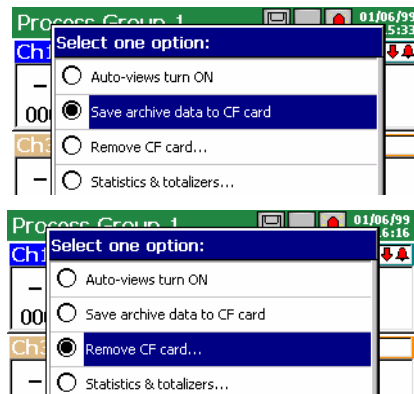 Process Group 1
01/06/99
5:33
Select one option:
Ch1
Auto-views turn ON
Save archive data to CF card
Remove CF card...
Ch3
Statistics & totalizers...
Process Group 1
01/06/99
6:16
Select one option:
Auto-views turn ON
Save archive data to CF card
Remove CF card...
Ch3
Statistics & totalizers...